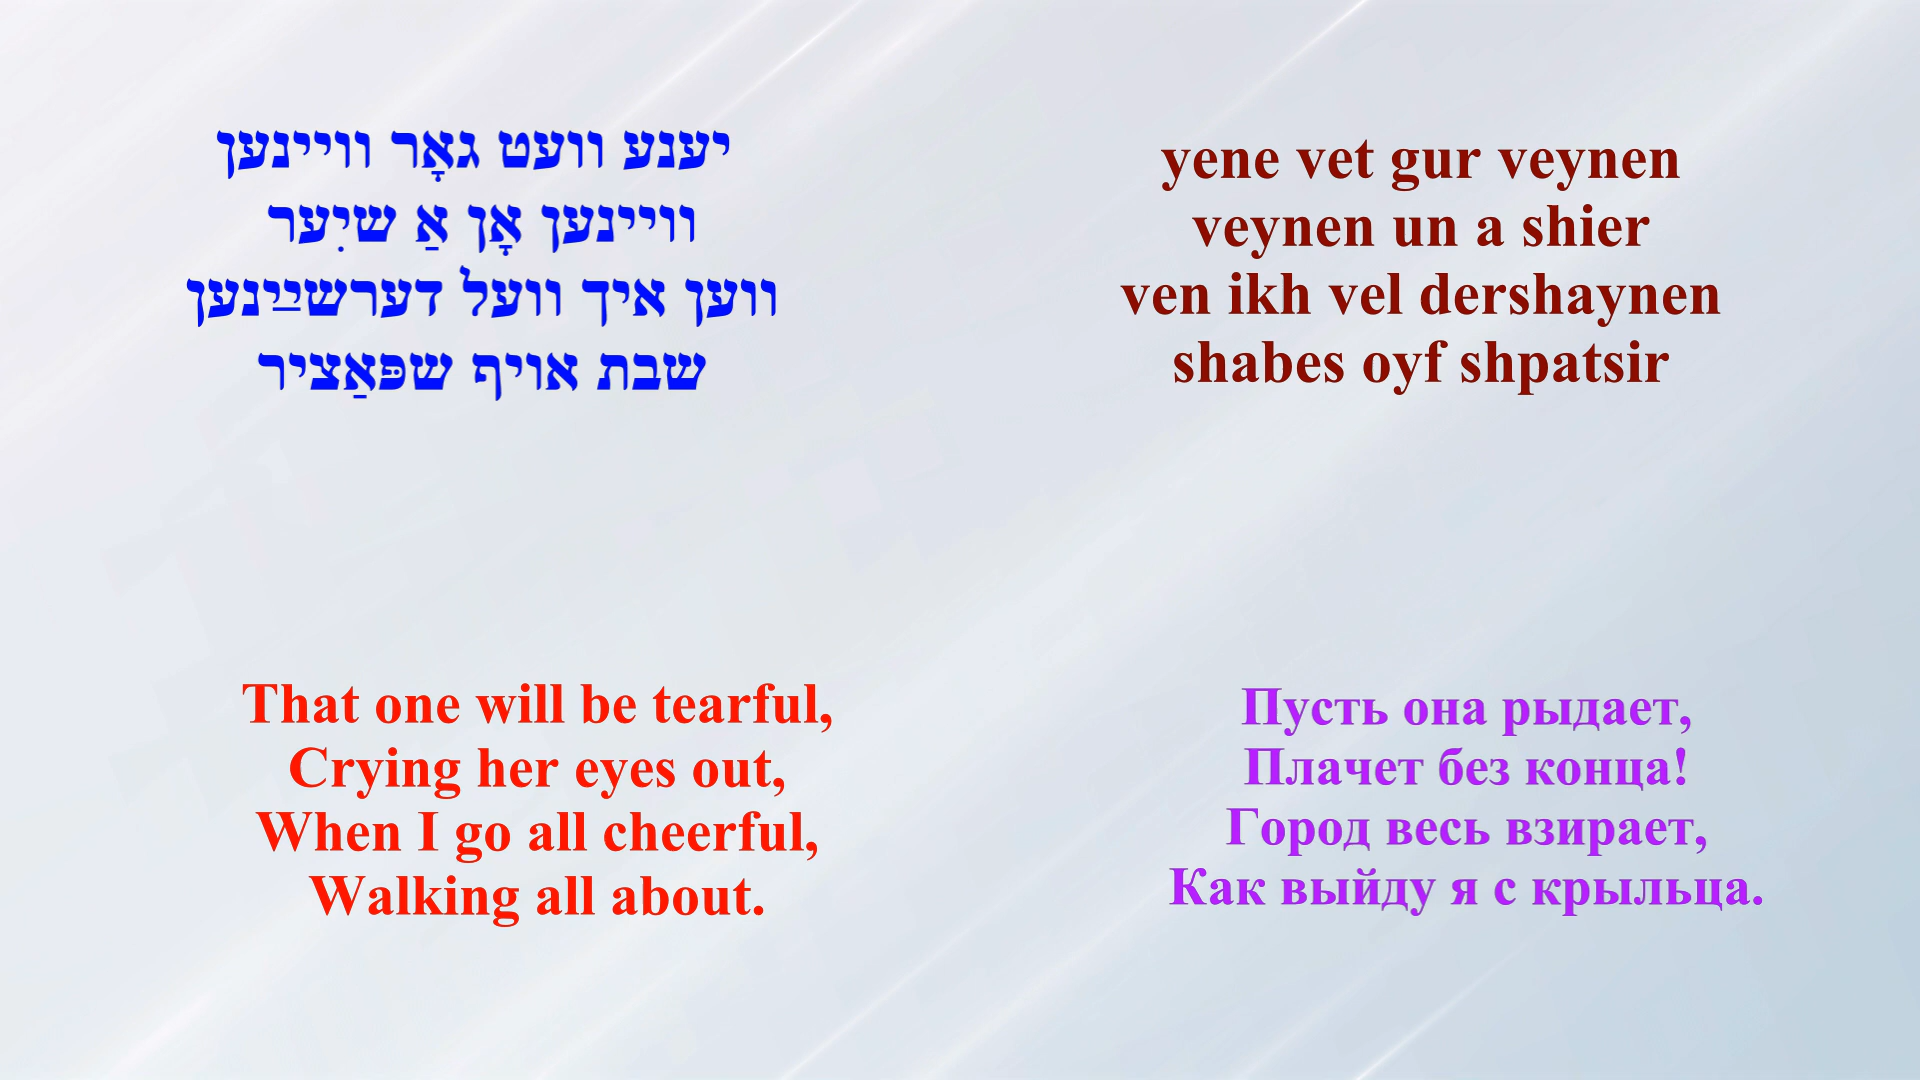 יענע וועט גאָר וויינען
וויינען אָן אַ שיִער
ווען איך וועל דערשײַנען
שבת אויף שפּאַציר
yene vet gur veynen
veynen un a shier
ven ikh vel dershaynen
shabes oyf shpatsir
That one will be tearful,
Crying her eyes out,
When I go all cheerful,
Walking all about.
Пусть она рыдает,
Плачет без конца!
Город весь взирает,
Как выйду я с крыльца.